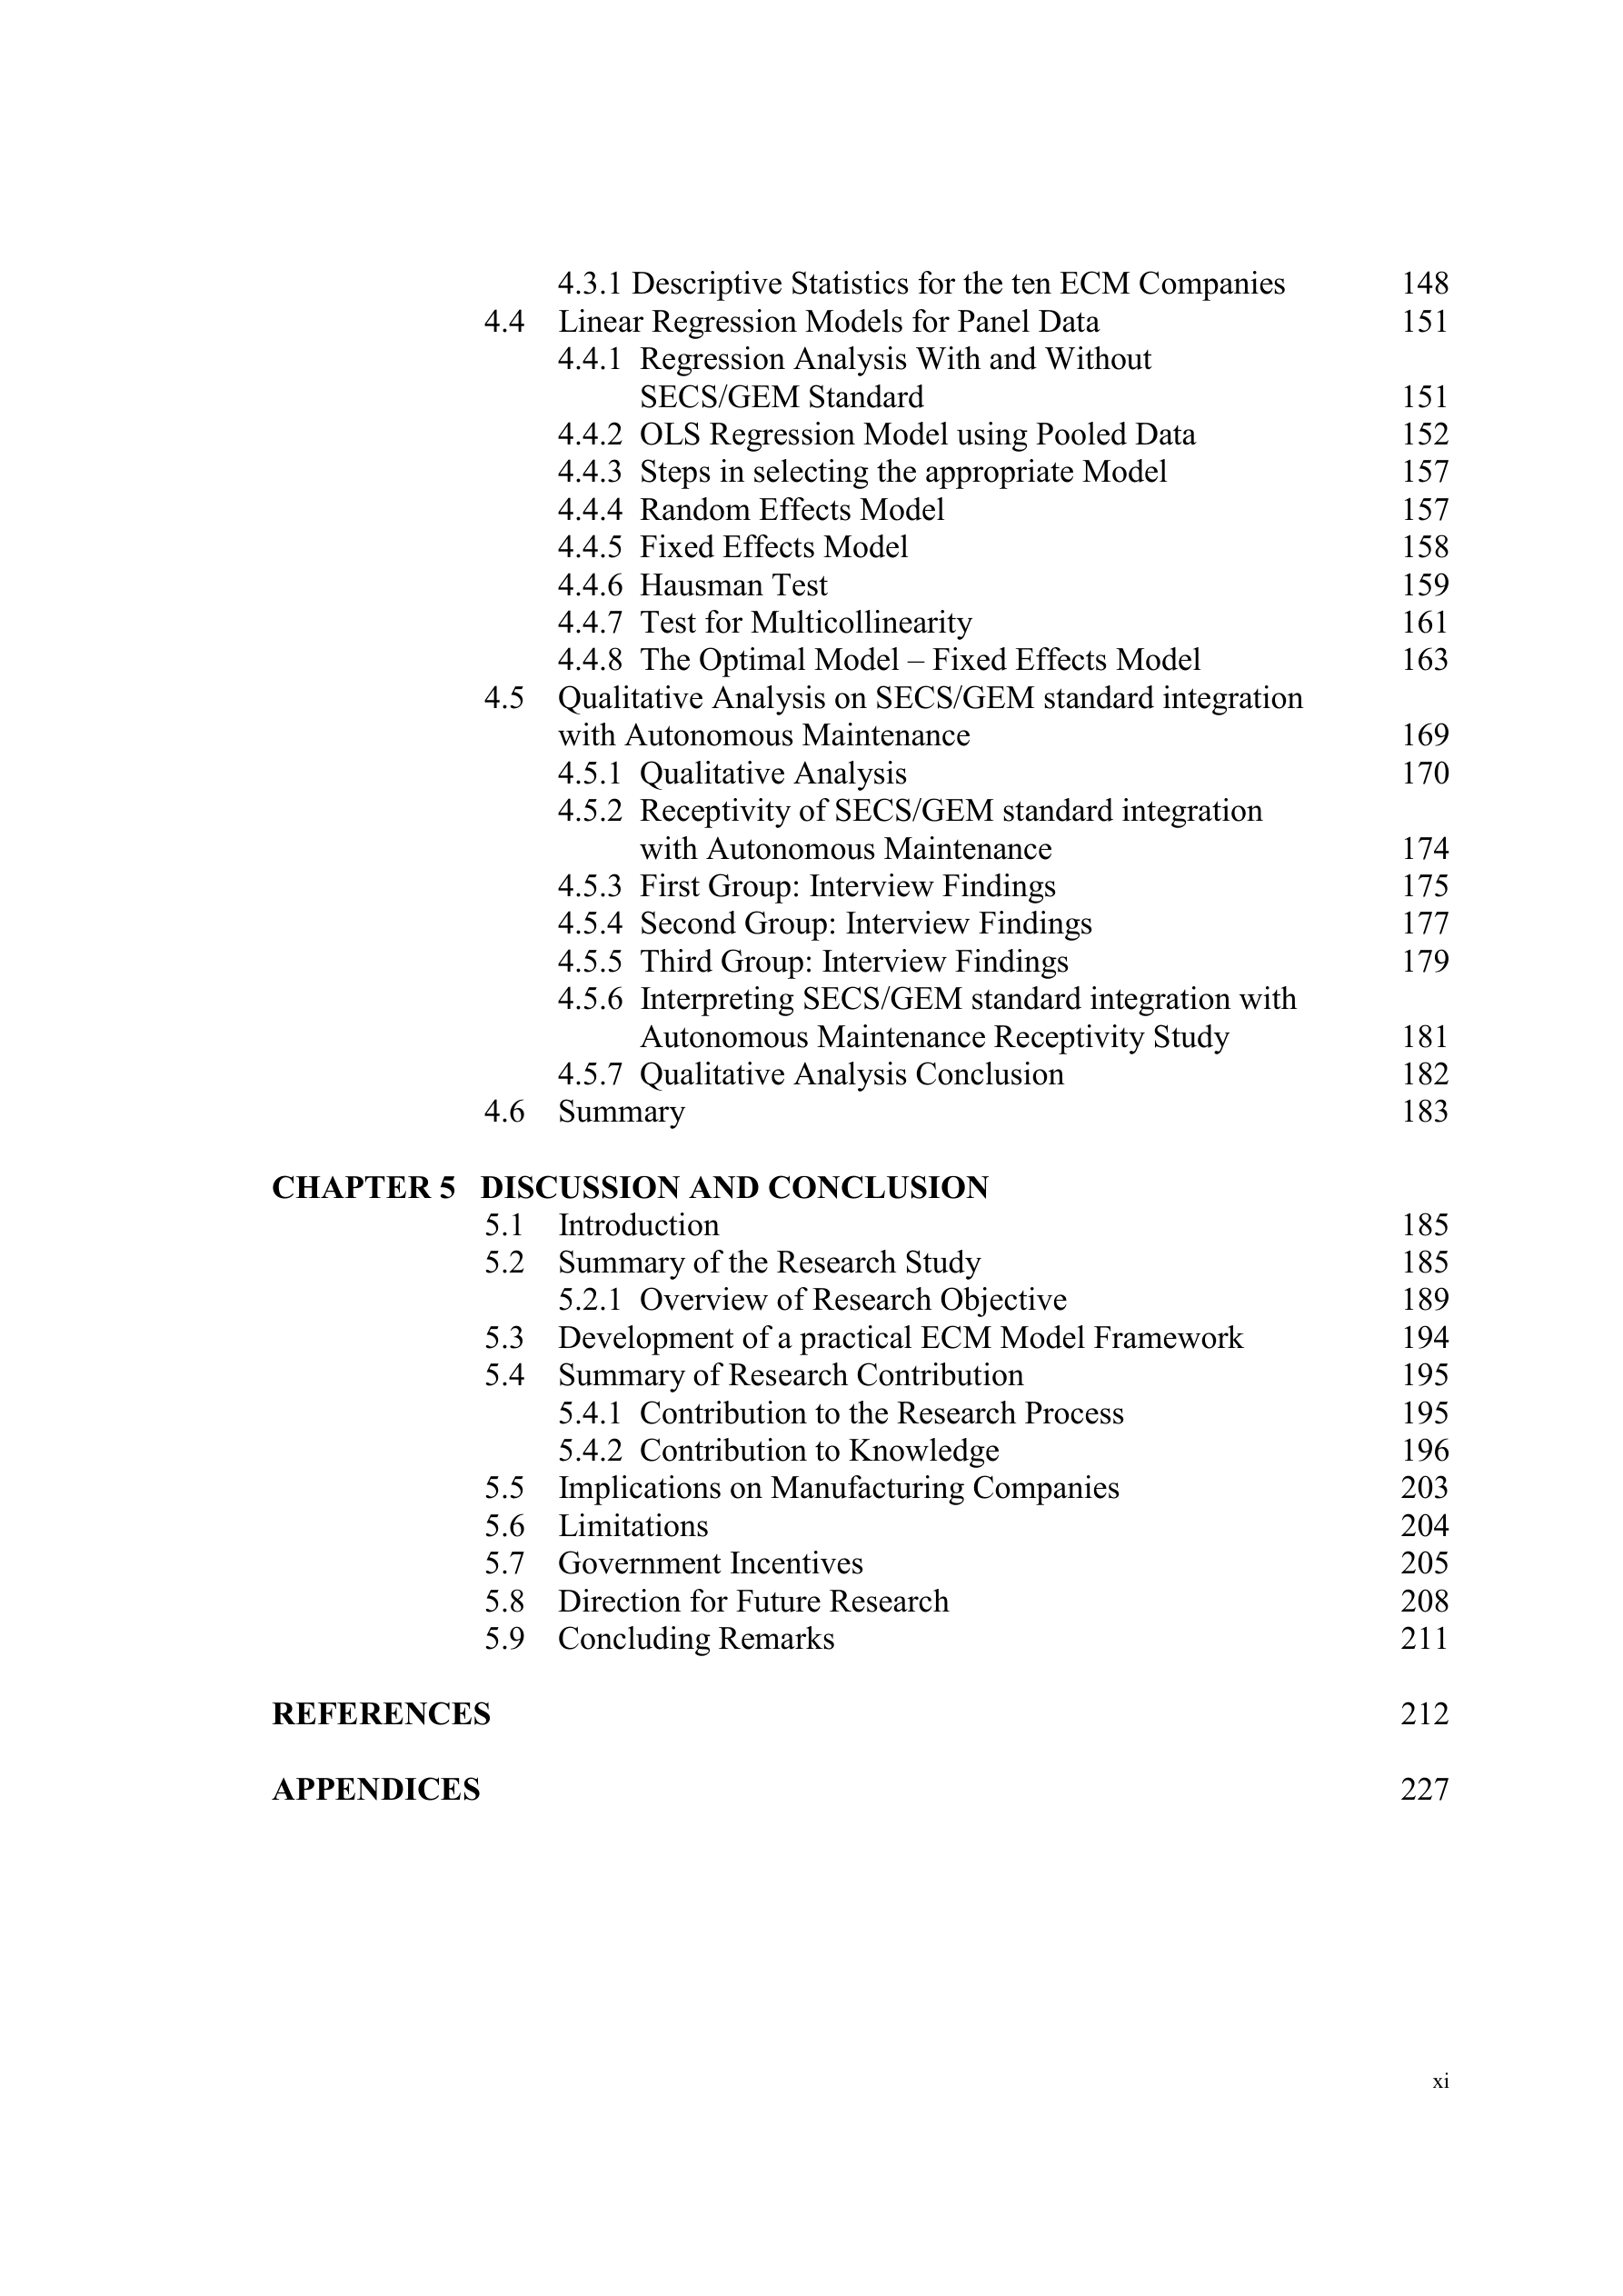 4.3.1 Descriptive Statistics for the ten ECM Companies 148
4.4 Linear Regression Models for Panel Data 151
4.4.1 Regression Analysis With and Without
SECS/GEM Standard 151
4.4.2 OLS Regression Model using Pooled Data 152
4.4.3 Steps in selecting the appropriate Model 157
4.4.4 Random Effects Model 157
4.4.5 Fixed Effects Model 158
4.4.6 Hausman Test 159
4.4.7 Test for Multicollinearity 161
4.4.8 The Optimal Model – Fixed Effects Model 163
4.5 Qualitative Analysis on SECS/GEM standard integration
with Autonomous Maintenance 169
4.5.1 Qualitative Analysis 170
4.5.2 Receptivity of SECS/GEM standard integration
with Autonomous Maintenance 174
4.5.3 First Group: Interview Findings 175
4.5.4 Second Group: Interview Findings 177
4.5.5 Third Group: Interview Findings 179
4.5.6 Interpreting SECS/GEM standard integration with
Autonomous Maintenance Receptivity Study 181
4.5.7 Qualitative Analysis Conclusion 182
4.6 Summary 183
CHAPTER 5 DISCUSSION AND CONCLUSION
5.1 Introduction 185
5.2 Summary of the Research Study 185
5.2.1 Overview of Research Objective 189
5.3 Development of a practical ECM Model Framework 194
5.4 Summary of Research Contribution 195
5.4.1 Contribution to the Research Process 195
5.4.2 Contribution to Knowledge 196
5.5 Implications on Manufacturing Companies 203
5.6 Limitations 204
5.7 Government Incentives 205
5.8 Direction for Future Research 208
5.9 Concluding Remarks 211
REFERENCES 212
APPENDICES 227
xi